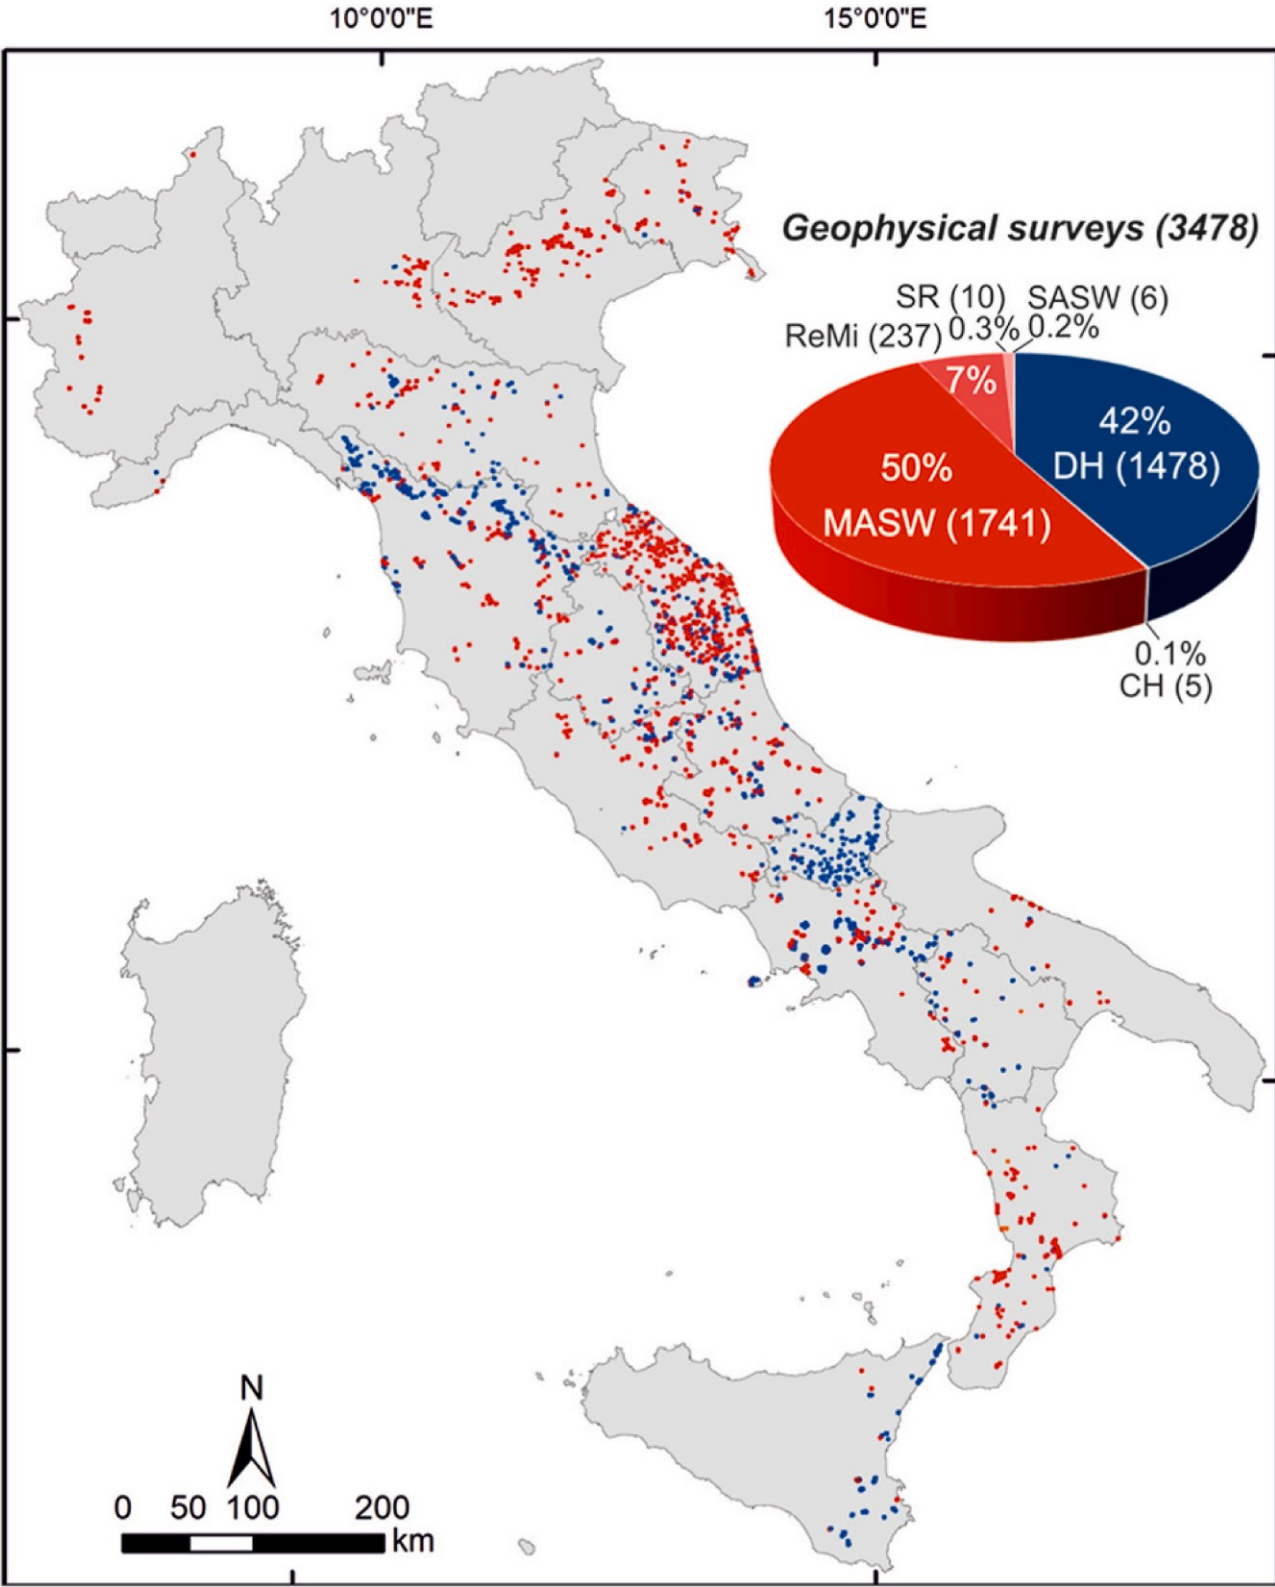 10°0'0"E 15°0'0"E
Geophysical surveys (3478)
SR (10) SASW (6)
ReMi (237) 0.3% 0.2%
7%
42%
DH (1478)
50%
MASW (1741)
0.1%
CH (5)
N
0 50 100 200
km